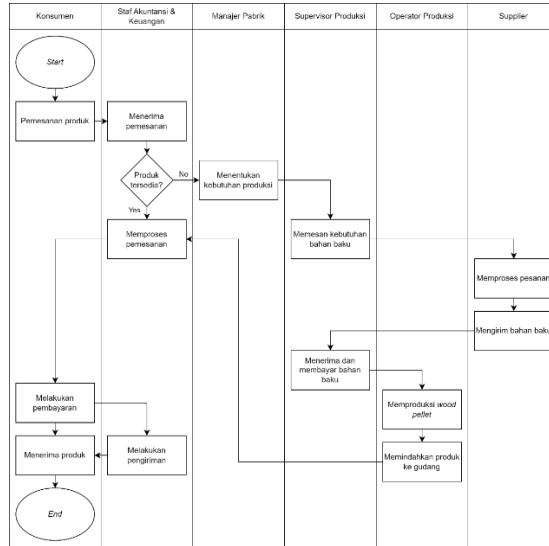 Konsumen
Staf Akuntansi &
Keuangan
Manajer Pabrik
Supervisor Produksi
Operator Produksi
Supplier
Start
Pemesanan produk
Menerima
pemesanan
Produk
tersedia?
No
Menentukan
kebutuhan produksi
Yes
Memproses
pemesanan
Memesan kebutuhan
bahan baku
Memproses pesanan
Mengirim bahan baku
Menerima dan
membayar bahan
baku
Melakukan
pembayaran
Memproduksi wood
pellet
Menerima produk
Melakukan
pengiriman
Memindahkan produk
ke gudang
End